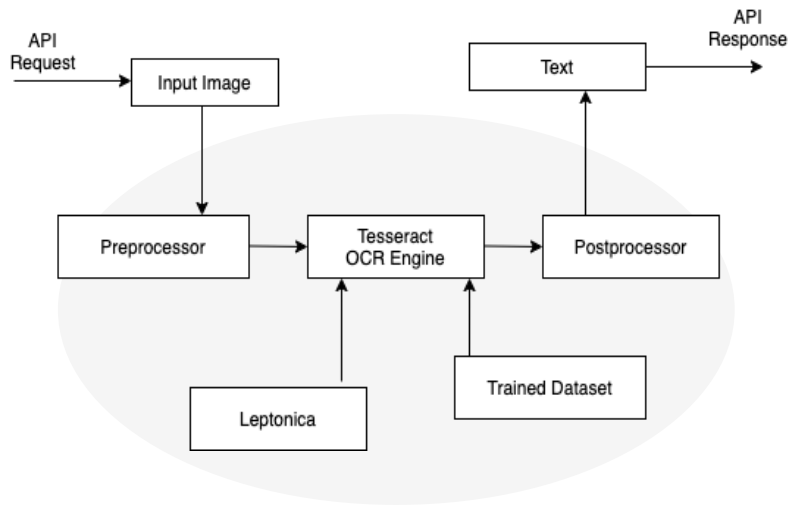 API
Request
Input Image
Text
API
Response
Preprocessor
Tesseract
OCR Engine
Postprocessor
Leptonica
Trained Dataset